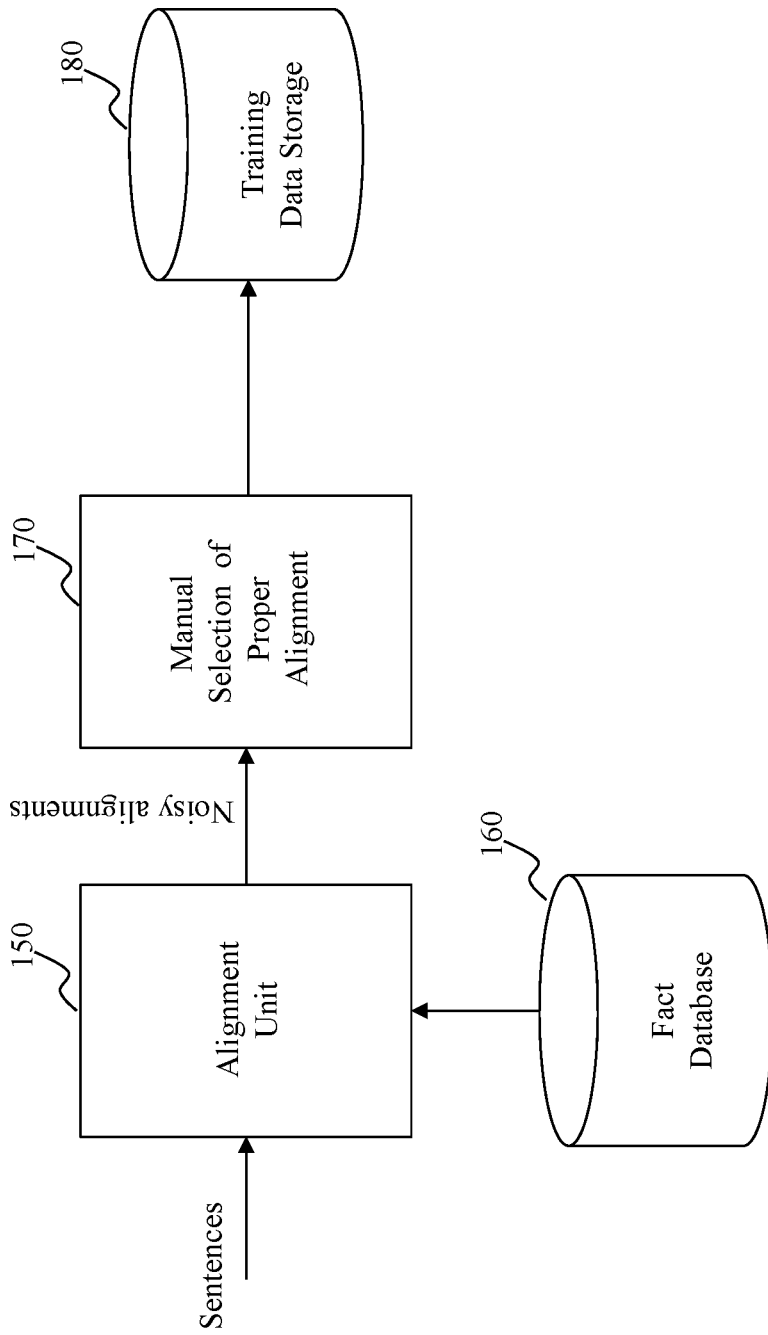 150
Alignment
Unit
Sentences
Noisy alignments
160
Fact
Database
170
Manual
Selection of
Proper
Alignment
180
Training
Data Storage